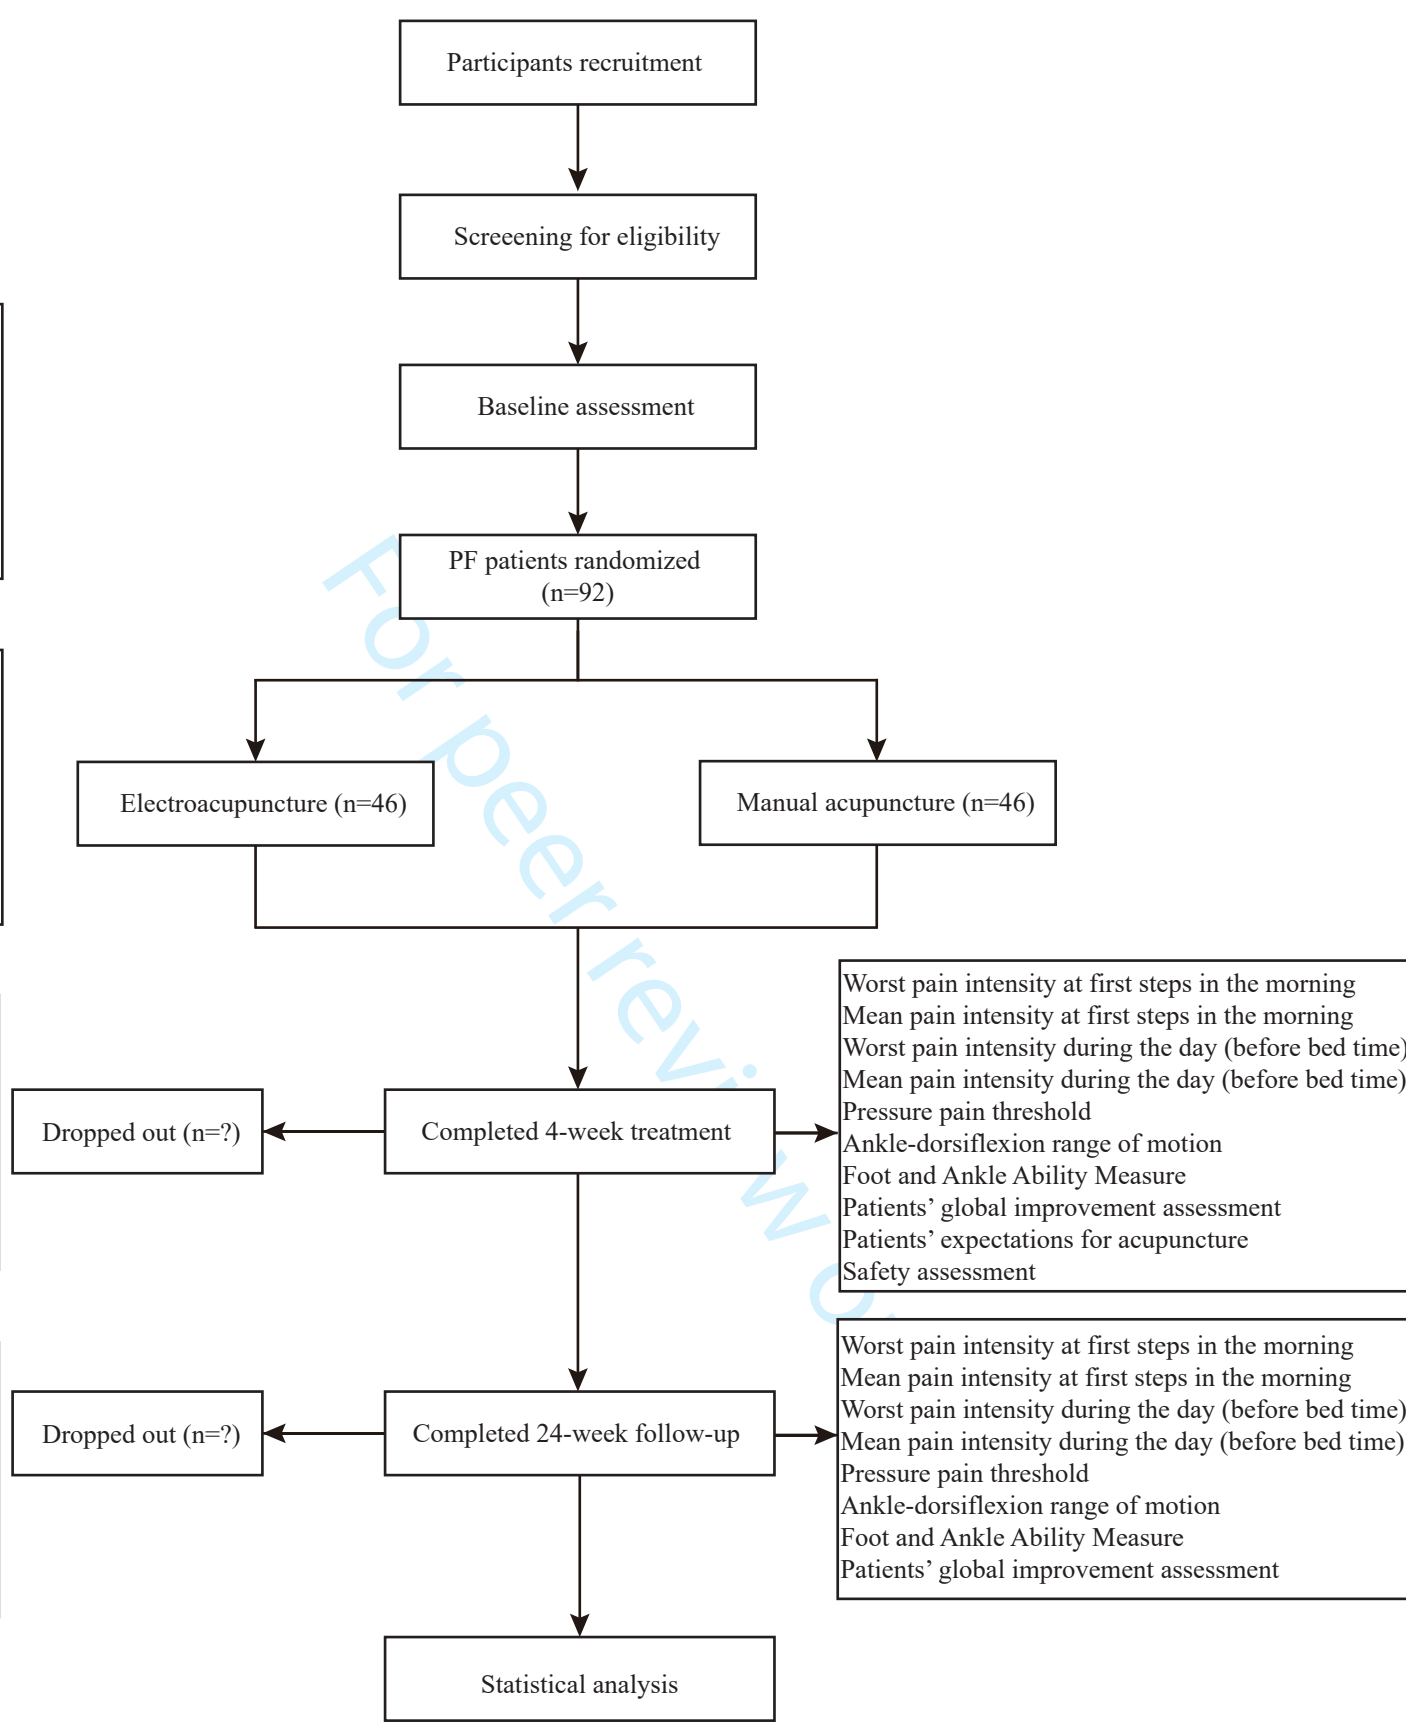 Participants recruitment
Screeening for eligibility
Baseline assessment
PF patients randomized
(n=92)
Electroacupuncture (n=46)
Manual acupuncture (n=46)
Worst pain intensity at first steps in the morning
Mean pain intensity at first steps in the morning
Worst pain intensity during the day (before bed time)
Mean pain intensity during the day (before bed time)
Pressure pain threshold
Ankle-dorsiflexion range of motion
Foot and Ankle Ability Measure
Patients’ global improvement assessment
Patients’ expectations for acupuncture
Safety assessment
Dropped out (n=?)
Completed 4-week treatment
Worst pain intensity at first steps in the morning
Mean pain intensity at first steps in the morning
Worst pain intensity during the day (before bed time)
Mean pain intensity during the day (before bed time)
Pressure pain threshold
Ankle-dorsiflexion range of motion
Foot and Ankle Ability Measure
Patients’ global improvement assessment
Dropped out (n=?)
Completed 24-week follow-up
Statistical analysis
For peer review